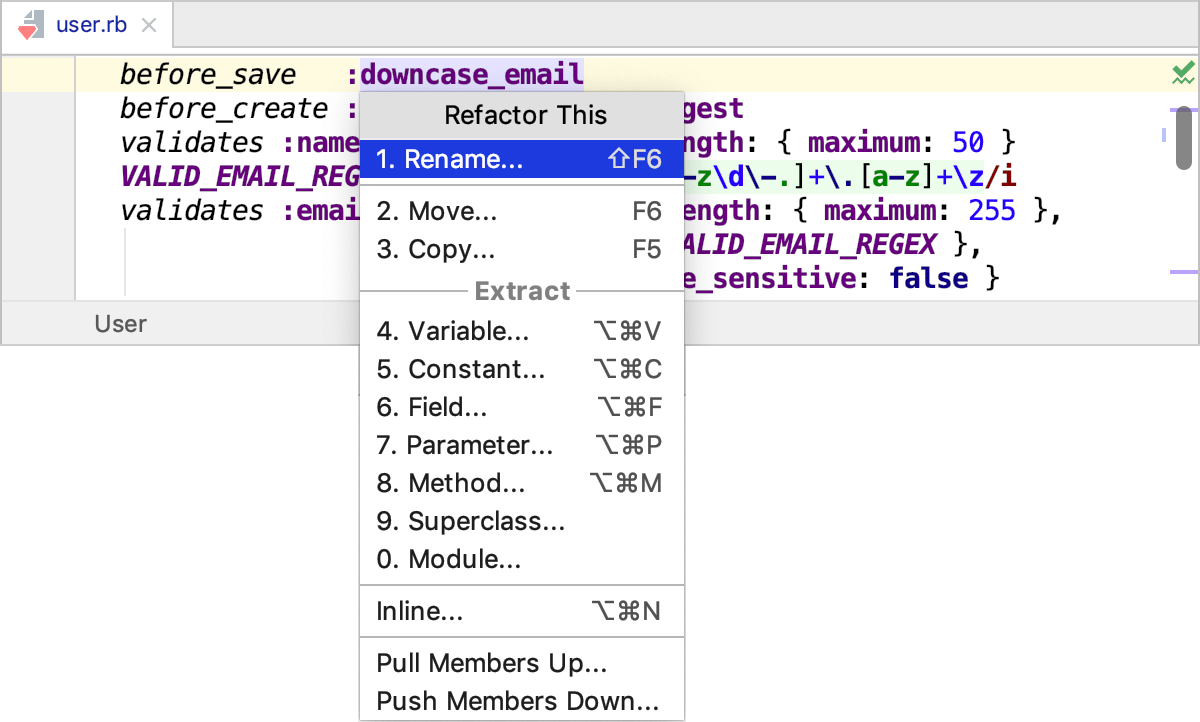 user.rb
before_save :downcase_email
before_create : gest
validates :name ngth: { maximum: 50 }
VALID_EMAIL_REG -z\d\-.]+\.[a-z]+\z/i
validates :emai ength: { maximum: 255 },
ALID_EMAIL_REGEX },
e_sensitive: false }
User
Refactor This
1. Rename... ⇧F6
2. Move... F6
3. Copy... F5
Extract
4. Variable... ⌥⌘V
5. Constant... ⌥⌘C
6. Field... ⌥⌘F
7. Parameter... ⌥⌘P
8. Method... ⌥⌘M
9. Superclass...
0. Module...
Inline... ⌥⌘N
Pull Members Up...
Push Members Down...